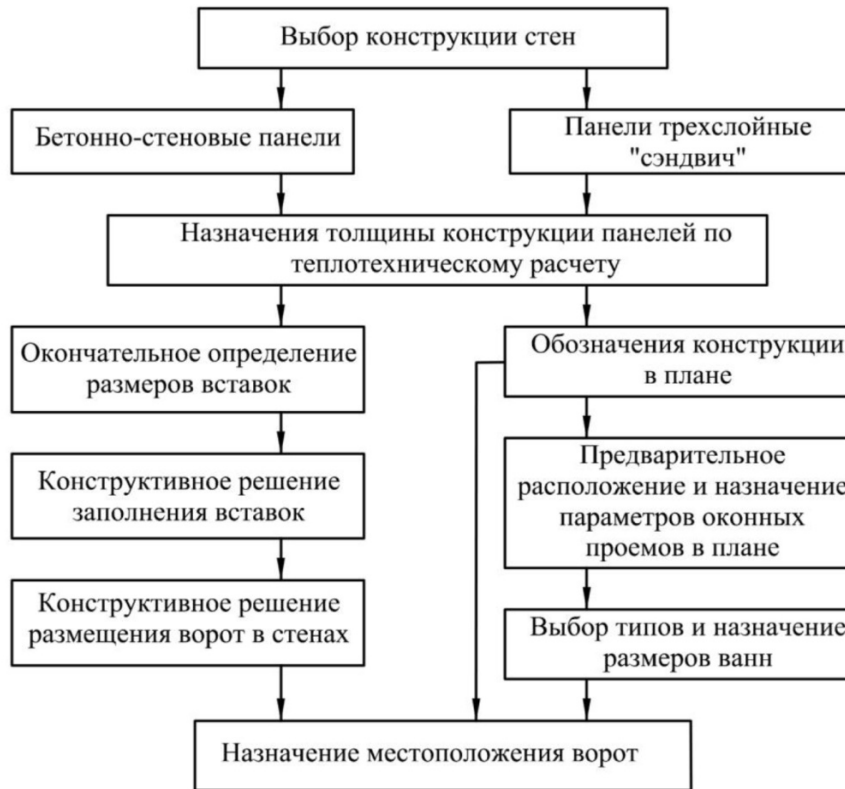 Выбор конструкции стен
Бетонно-стеновые панели
Панели трехслойные
"сэндвич"
Назначения толщины конструкции панелей по
теплотехническому расчету
Окончательное определение
размеров вставок
Обозначения конструкции
в плане
Конструктивное решение
заполнения вставок
Предварительное
расположение и назначение
параметров оконных
проемов в плане
Конструктивное решение
размещения ворот в стенах
Выбор типов и назначение
размеров ванн
Назначение местоположения ворот